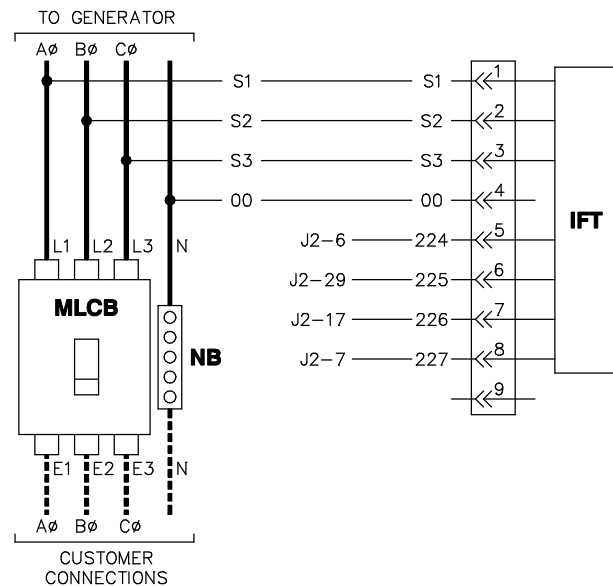 TO GENERATOR
AØ BØ CØ
S1 S1 1
S2 S2 2
S3 S3 3
00 00 4
IFT
J2-6 224 5
L1 L2 L3 N
J2-29 225 6
MLCB
J2-17 226 7
NB
J2-7 227 8
9
E1 E2 E3 N
AØ BØ CØ
CUSTOMER
CONNECTIONS